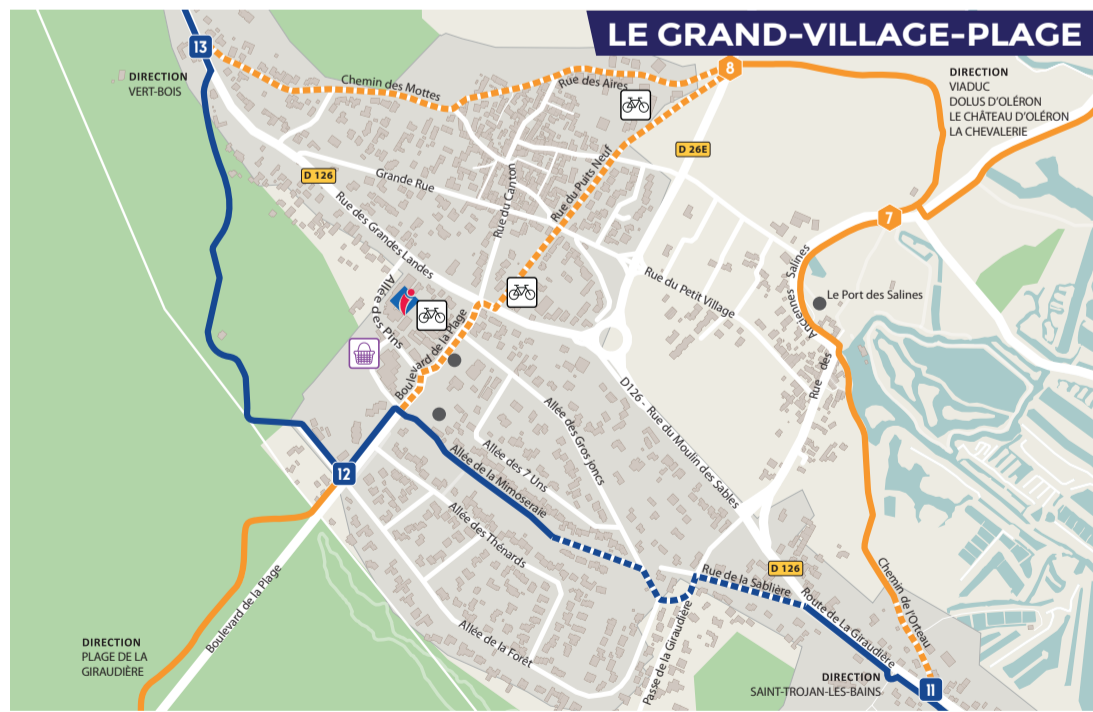 LE GRAND-VILLAGE-PLAGE
13
DIRECTION
VERT-BOIS
Chemin des Mottes
Rue des Aires
8
DIRECTION
VIADUC
DOLUS D'OLÉRON
LE CHÂTEAU D'OLÉRON
LA CHEVALERIE
D 126
Grande Rue
Rue du Canton
Rue du Puits Neuf
D 26E
7
Rue des Grandes Landes
Rue du Petit Village
Rue des Anciennes Salines
Le Port des Salines
Allée des Pins
i
Boulevard de la Plage
D126 - Rue du Moulin des Sables
Allée des Gros joncs
Allée des 7 Uns
Allée de la Mimoseraie
12
Allée des Thénards
Rue de la Sablière
D 126
Chemin de l'Orteau
Route de La Giraudière
Boulevard de la Plage
Allée de la Forêt
Passe de la Giraudière
DIRECTION
PLAGE DE LA
GIRAUDIÈRE
DIRECTION
SAINT-TROJAN-LES-BAINS
11